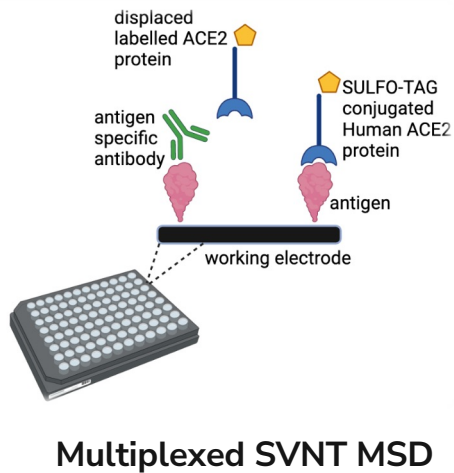 displaced
labelled ACE2
protein
SULFO-TAG
conjugated
Human ACE2
protein
antigen
specific
antibody
antigen
working electrode
Multiplexed SVNT MSD